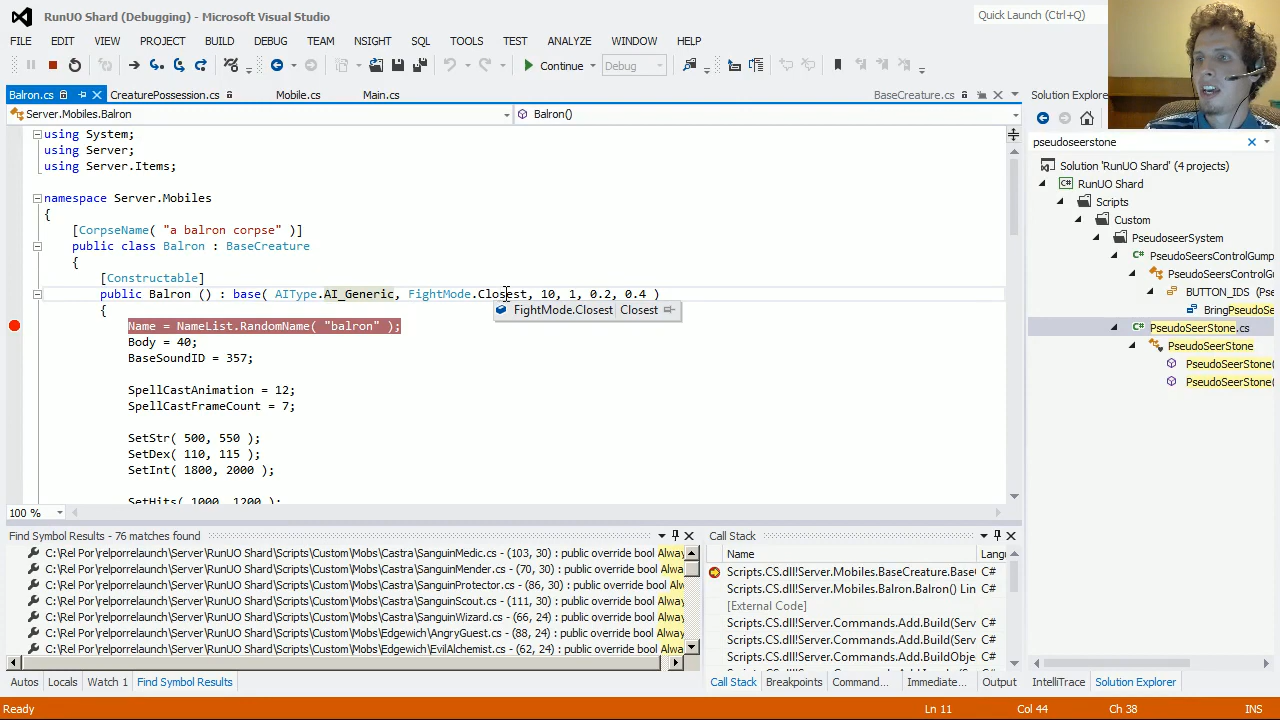 RunUO Shard (Debugging) - Microsoft Visual Studio
Quick Launch (Ctrl+Q)
FILE EDIT VIEW PROJECT BUILD DEBUG TEAM NSIGHT SQL TOOLS TEST ANALYZE WINDOW HELP
Continue Debug
Balron.cs CreaturePossession.cs Mobile.cs Main.cs BaseCreature.cs
Server.Mobiles.Balron Balron()
using System;
using Server;
using Server.Items;
namespace Server.Mobiles
{
[CorpseName( "a balron corpse" )]
public class Balron : BaseCreature
{
[Constructable]
public Balron () : base( AIType.AI_Generic, FightMode.Closest, 10, 1, 0.2, 0.4 )
{
FightMode.Closest Closest
Name = NameList.RandomName( "balron" );
Body = 40;
BaseSoundID = 357;
SpellCastAnimation = 12;
SpellCastFrameCount = 7;
SetStr( 500, 550 );
SetDex( 110, 115 );
SetInt( 1800, 2000 );
SetHits( 1000, 1200 );
100 %
Solution Explorer
pseudoseerstone
Solution 'RunUO Shard' (4 projects)
RunUO Shard
Scripts
Custom
PseudoseerSystem
PseudoSeersControlGump
PseudoSeersControlGump
BUTTON_IDS (Pse
BringPseudoSe
PseudoSeerStone.cs
PseudoSeerStone
PseudoSeerStone(
PseudoSeerStone(
Find Symbol Results - 76 matches found
C:\Rel Por\relporrelaunch\Server\RunUO Shard\Scripts\Custom\Mobs\Castra\SanguinMedic.cs - (103, 30) : public override bool Alway
C:\Rel Por\relporrelaunch\Server\RunUO Shard\Scripts\Custom\Mobs\Castra\SanguinMender.cs - (70, 30) : public override bool Alwa
C:\Rel Por\relporrelaunch\Server\RunUO Shard\Scripts\Custom\Mobs\Castra\SanguinProtector.cs - (86, 30) : public override bool Alw
C:\Rel Por\relporrelaunch\Server\RunUO Shard\Scripts\Custom\Mobs\Castra\SanguinScout.cs - (111, 30) : public override bool Alway
C:\Rel Por\relporrelaunch\Server\RunUO Shard\Scripts\Custom\Mobs\Castra\SanguinWizard.cs - (66, 24) : public override bool Alway
C:\Rel Por\relporrelaunch\Server\RunUO Shard\Scripts\Custom\Mobs\Edgewich\AngryGuest.cs - (88, 24) : public override bool Alway
C:\Rel Por\relporrelaunch\Server\RunUO Shard\Scripts\Custom\Mobs\Edgewich\EvilAlchemist.cs - (62, 24) : public override bool Alwa
Call Stack
Name Lang
Scripts.CS.dll!Server.Mobiles.BaseCreature.Base C#
Scripts.CS.dll!Server.Mobiles.Balron.Balron() Lin C#
[External Code]
Scripts.CS.dll!Server.Commands.Add.Build(Serv C#
Scripts.CS.dll!Server.Commands.Add.BuildObje C#
Scripts.CS.dll!Server.Commands.Add.Build(Serv C#
Autos Locals Watch 1 Find Symbol Results
Call Stack Breakpoints Command... Immediate... Output
IntelliTrace Solution Explorer
Ready Ln 11 Col 44 Ch 38 INS